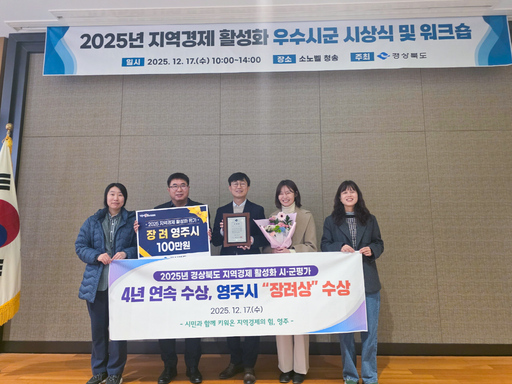 2025년 지역경제 활성화 우수시군 시상식 및 워크숍
일시 2025. 12. 17.(수) 10:00~14:00 장소 소노벨 청송 주최 경상북도
2025 지역경제 활성화 평가
장 려 영주시
100만원
2025년 경상북도 지역경제 활성화 시·군평가
4년 연속 수상, 영주시 "장려상" 수상
2025. 12. 17.(수)
- 시민과 함께 키워온 지역경제의 힘, 영주 -